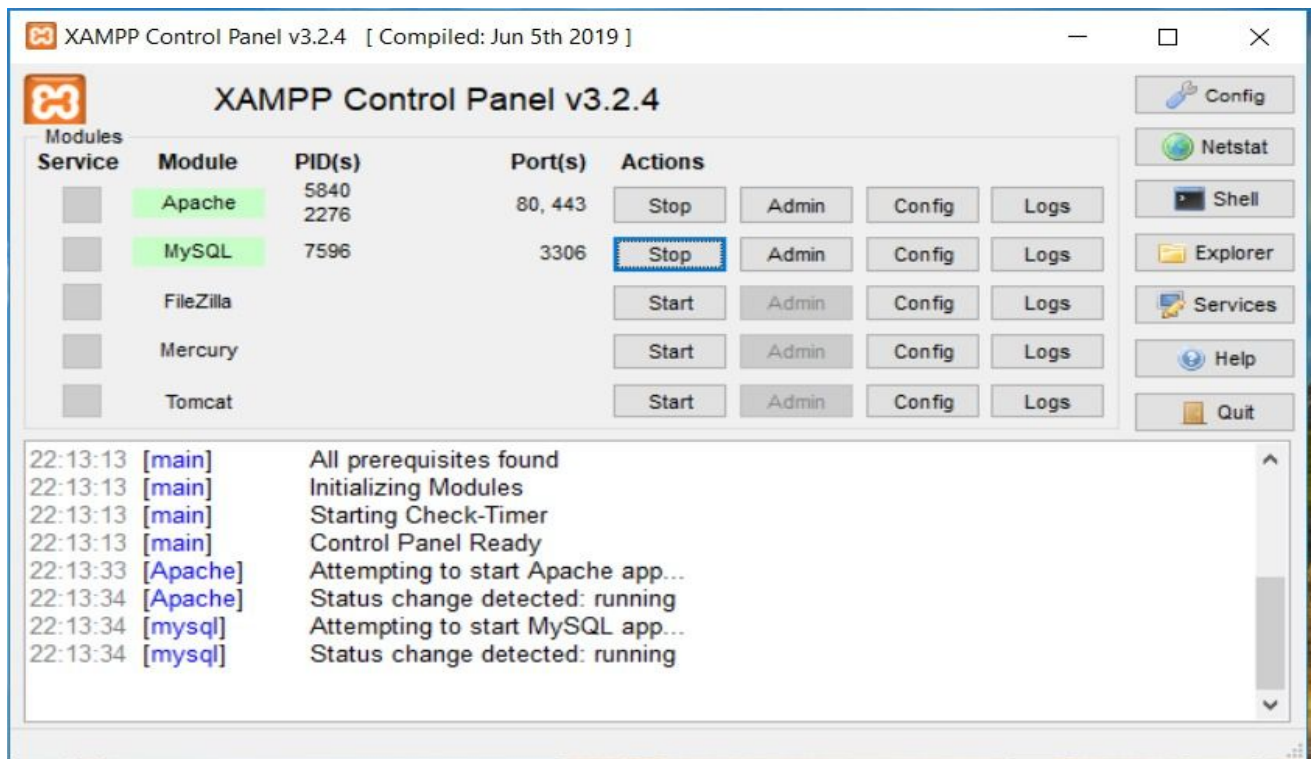 XAMPP Control Panel v3.2.4 [ Compiled: Jun 5th 2019 ]
XAMPP Control Panel v3.2.4
Config
Modules
Service Module PID(s) Port(s) Actions
Netstat
Apache 5840 2276 80, 443 Stop Admin Config Logs
Shell
MySQL 7596 3306 Stop Admin Config Logs
Explorer
FileZilla Start Admin Config Logs
Services
Mercury Start Admin Config Logs
Help
Tomcat Start Admin Config Logs
Quit
22:13:13 [main] All prerequisites found
22:13:13 [main] Initializing Modules
22:13:13 [main] Starting Check-Timer
22:13:13 [main] Control Panel Ready
22:13:33 [Apache] Attempting to start Apache app...
22:13:34 [Apache] Status change detected: running
22:13:34 [mysql] Attempting to start MySQL app...
22:13:34 [mysql] Status change detected: running